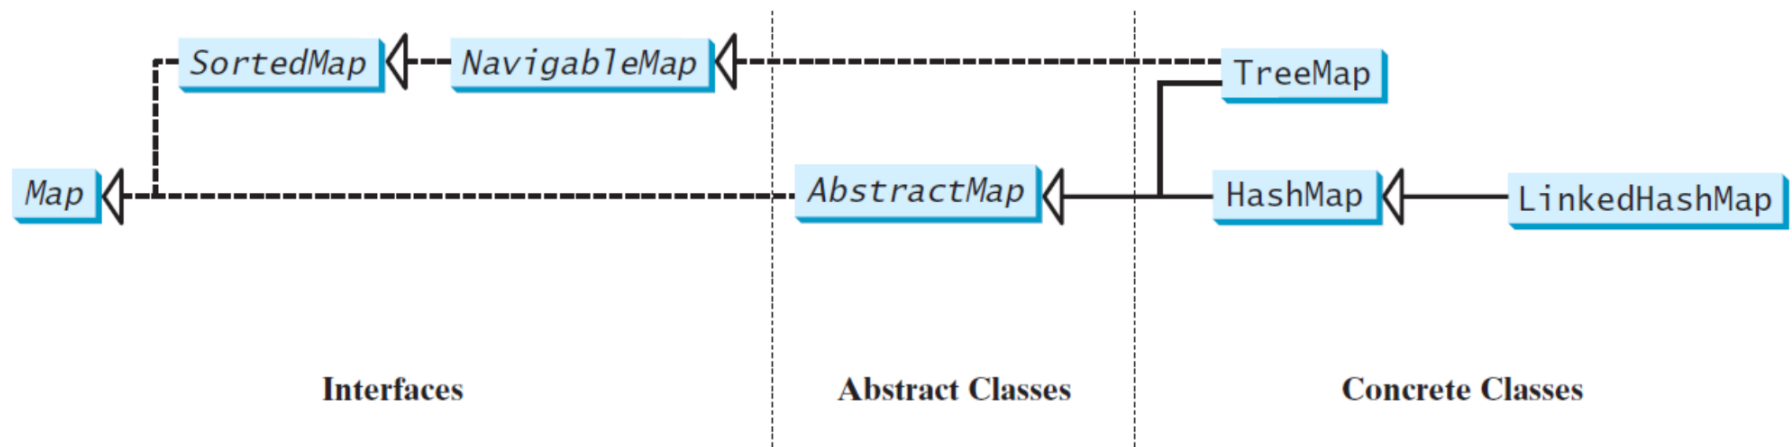 SortedMap
NavigableMap
TreeMap
Map
AbstractMap
HashMap
LinkedHashMap
Interfaces
Abstract Classes
Concrete Classes